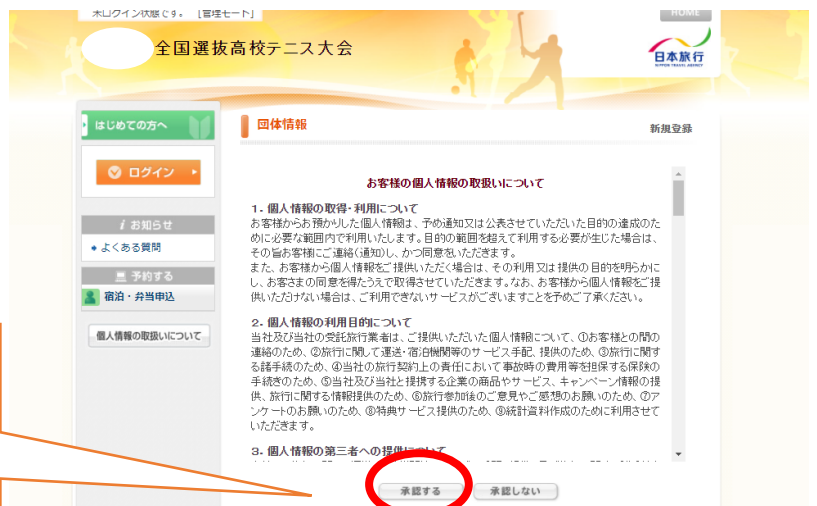 未ログイン状態です。 [管理モード]
HOME
全国選抜高校テニス大会
日本旅行
NIPPON TRAVEL AGENCY
はじめての方へ
ログイン
i お知らせ
よくある質問
予約する
宿泊・弁当申込
個人情報の取扱いについて
団体情報
新規登録
お客様の個人情報の取扱いについて
1. 個人情報の取得・利用について
お客様からお預かりした個人情報は、予め通知又は公表させていただいた目的の達成のた
めに必要な範囲内で利用いたします。目的の範囲を超えて利用する必要が生じた場合は、
その旨お客様にご連絡(通知)し、かつ同意をいただきます。
また、お客様から個人情報をご提供いただく場合は、その利用又は提供の目的を明らかに
し、お客さまの同意を得たうえで取得させていただきます。なお、お客様から個人情報をご提
供いただけない場合は、ご利用できないサービスがございますことを予めご了承ください。
2. 個人情報の利用目的について
当社及び当社の受託旅行業者は、ご提供いただいた個人情報について、①お客様との間の
連絡のため、②旅行に関して運送・宿泊機関等のサービス手配、提供のため、③旅行に関す
る諸手続のため、④当社の旅行契約上の責任において事故時の費用等を担保する保険の
手続きのため、⑤当社及び当社と提携する企業の商品やサービス、キャンペーン情報の提
供、旅行に関する情報提供のため、⑥旅行参加後のご意見やご感想のお願いのため、⑦ア
ンケートのお願いのため、⑧特典サービス提供のため、⑨統計資料作成のために利用させて
いただきます。
3. 個人情報の第三者への提供について
承認する
承認しない